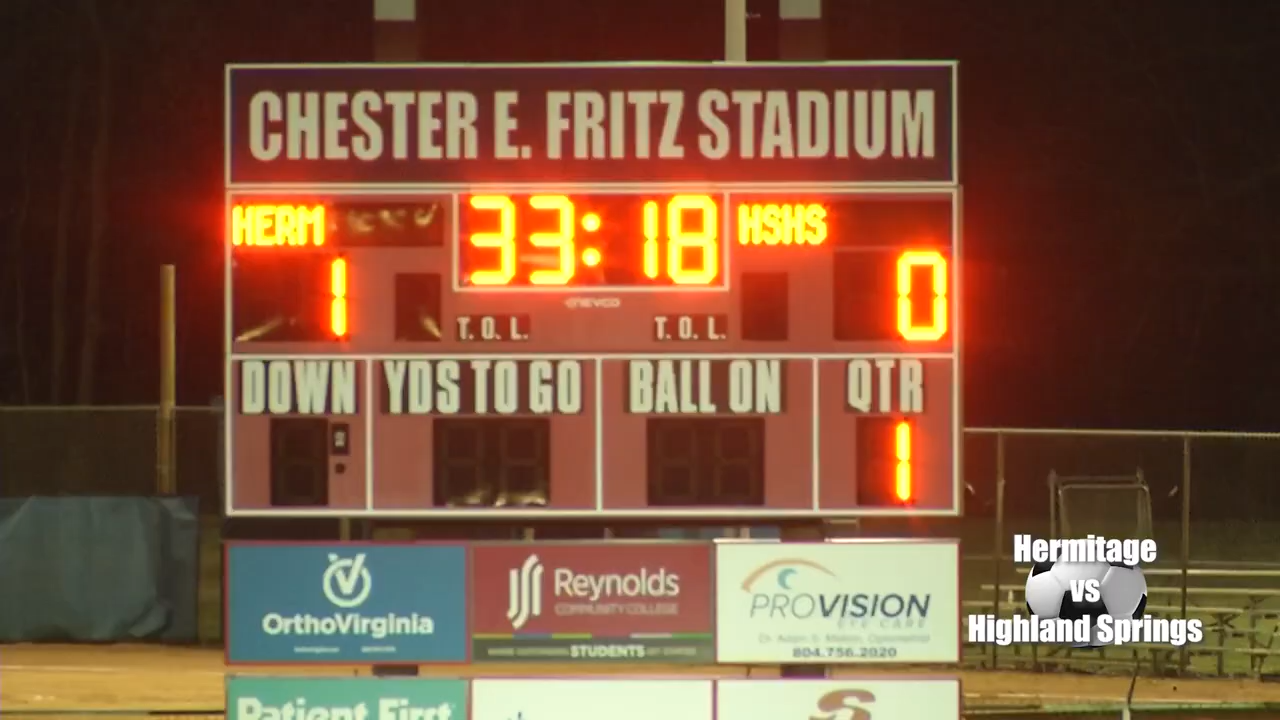 CHESTER E. FRITZ STADIUM
HERM 33:18 HSHS
1 0
NEVCO
T. O. L. T. O. L.
DOWN YDS TO GO BALL ON QTR
1
OrthoVirginia
Reynolds
COMMUNITY COLLEGE
STUDENTS
PROVISION
EYE CARE
804.756.2020
Patient First
Hermitage
vs
Highland Springs